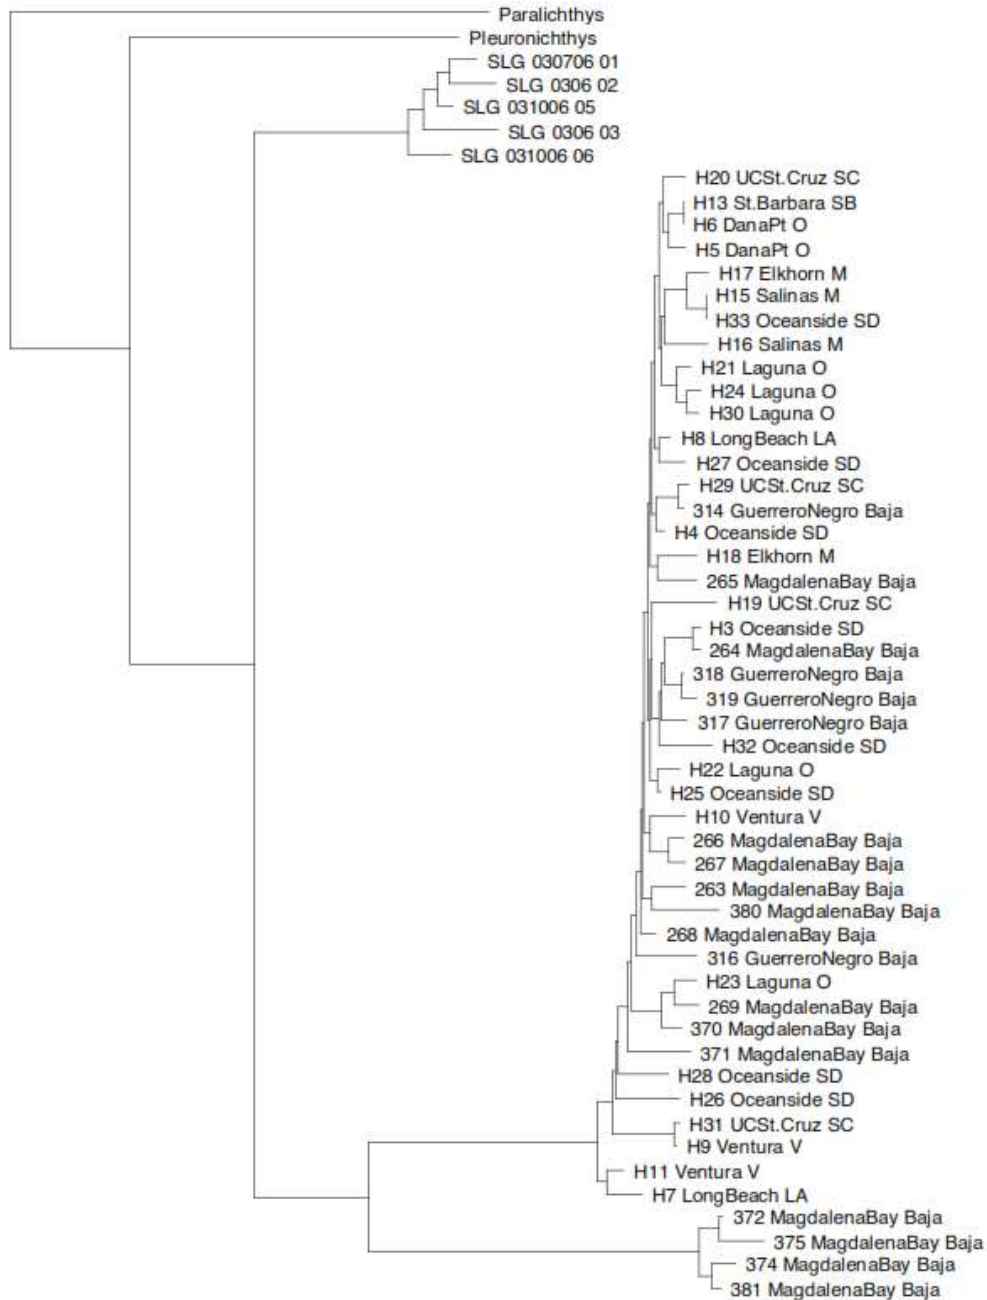 Paralichthys
Pleuronichthys
SLG 030706 01
SLG 0306 02
SLG 031006 05
SLG 0306 03
SLG 031006 06
H20 UCSt.Cruz SC
H13 St.Barbara SB
H6 DanaPt O
H5 DanaPt O
H17 Elkhorn M
H15 Salinas M
H33 Oceanside SD
H16 Salinas M
H21 Laguna O
H24 Laguna O
H30 Laguna O
H8 LongBeach LA
H27 Oceanside SD
H29 UCSt.Cruz SC
314 GuerreroNegro Baja
H4 Oceanside SD
H18 Elkhorn M
265 MagdalenaBay Baja
H19 UCSt.Cruz SC
H3 Oceanside SD
264 MagdalenaBay Baja
318 GuerreroNegro Baja
319 GuerreroNegro Baja
317 GuerreroNegro Baja
H32 Oceanside SD
H22 Laguna O
H25 Oceanside SD
H10 Ventura V
266 MagdalenaBay Baja
267 MagdalenaBay Baja
263 MagdalenaBay Baja
380 MagdalenaBay Baja
268 MagdalenaBay Baja
316 GuerreroNegro Baja
H23 Laguna O
269 MagdalenaBay Baja
370 MagdalenaBay Baja
371 MagdalenaBay Baja
H28 Oceanside SD
H26 Oceanside SD
H31 UCSt.Cruz SC
H9 Ventura V
H11 Ventura V
H7 LongBeach LA
372 MagdalenaBay Baja
375 MagdalenaBay Baja
374 MagdalenaBay Baja
381 MagdalenaBay Baja